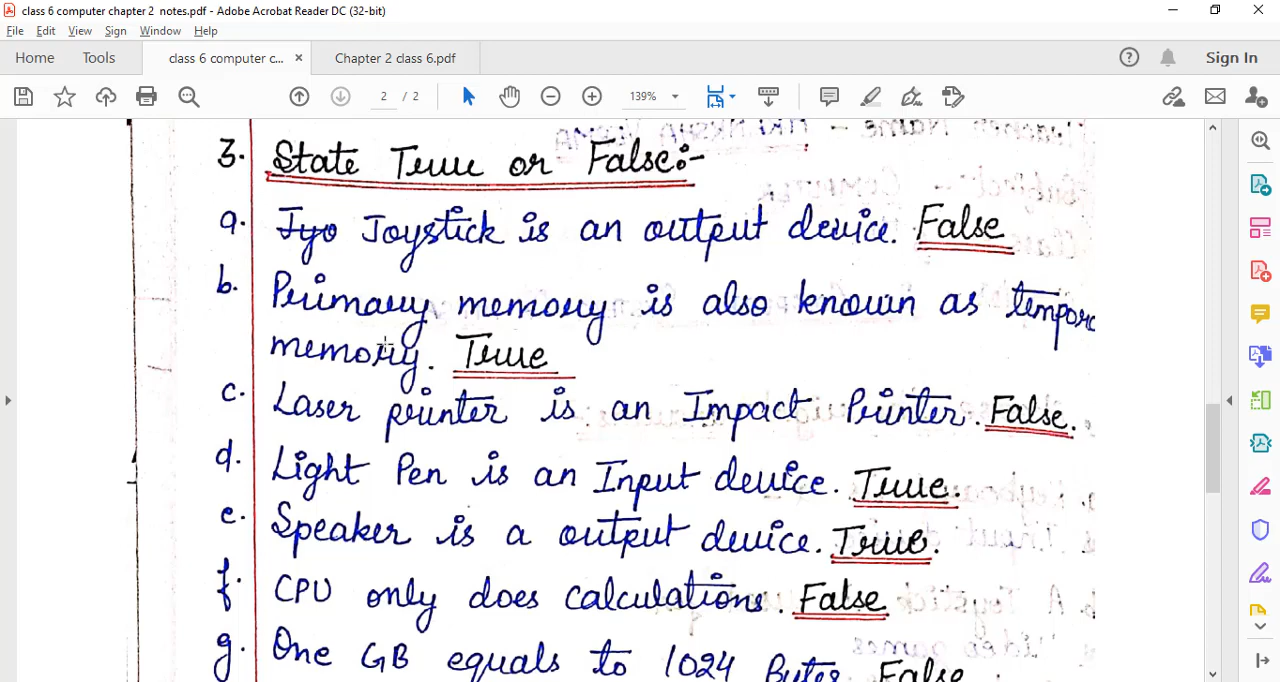 class 6 computer chapter 2 notes.pdf - Adobe Acrobat Reader DC (32-bit)
File Edit View Sign Window Help
Home Tools class 6 computer c... × Chapter 2 class 6.pdf Sign In
2 / 2 139%
3. State True or False:-
a. Jyo Joystick is an output device. False
b. Primary memory is also known as tempora
memory. True
c. Laser printer is an Impact Printer. False.
d. Light Pen is an Input device. True.
e. Speaker is a output device. True.
f. CPU only does calculations. False
g. One GB equals to 1024 Bytes. False